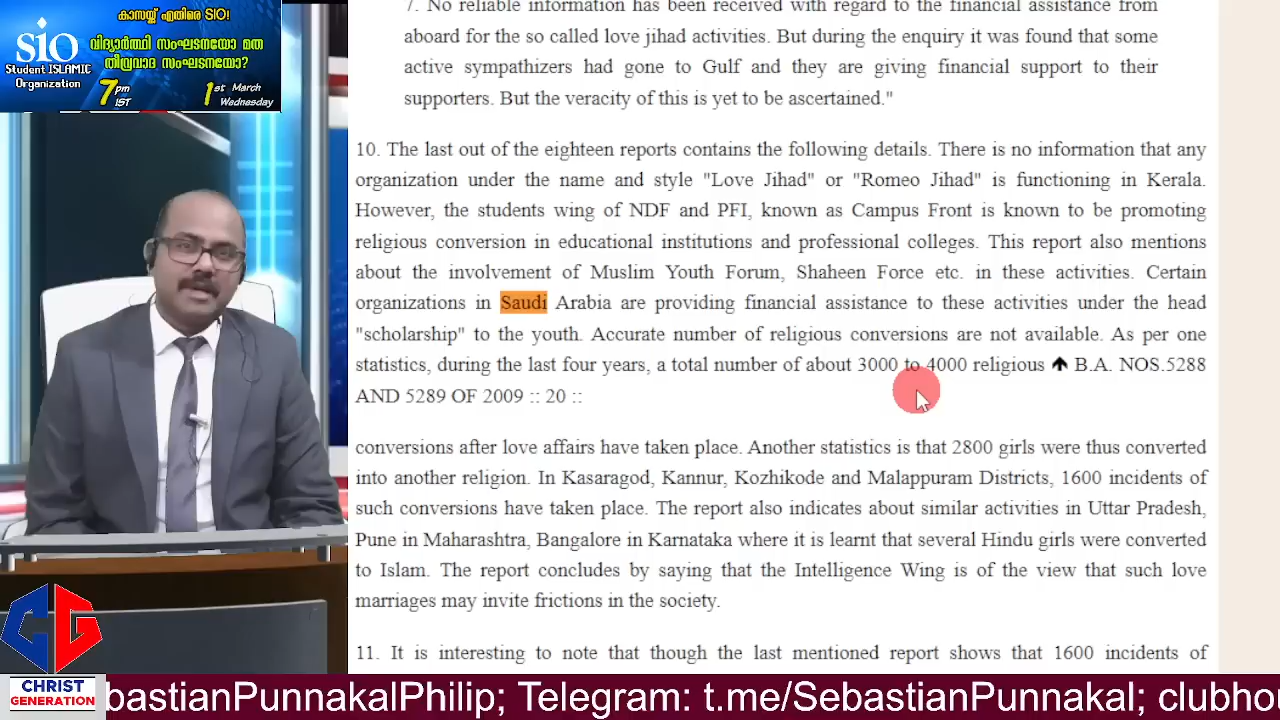 കാസയ്ക്ക് എതിരെ SIO!
SIO
Student ISLAMIC
Organization
വിദ്യാർത്ഥി സംഘടനയോ മത
തീവ്രവാദ സംഘടനയോ?
7pm
IST
1st March
Wednesday
7. No reliable information has been received with regard to the financial assistance from
aboard for the so called love jihad activities. But during the enquiry it was found that some
active sympathizers had gone to Gulf and they are giving financial support to their
supporters. But the veracity of this is yet to be ascertained."
10. The last out of the eighteen reports contains the following details. There is no information that any
organization under the name and style "Love Jihad" or "Romeo Jihad" is functioning in Kerala.
However, the students wing of NDF and PFI, known as Campus Front is known to be promoting
religious conversion in educational institutions and professional colleges. This report also mentions
about the involvement of Muslim Youth Forum, Shaheen Force etc. in these activities. Certain
organizations in Saudi Arabia are providing financial assistance to these activities under the head
"scholarship" to the youth. Accurate number of religious conversions are not available. As per one
statistics, during the last four years, a total number of about 3000 to 4000 religious 🡅 B.A. NOS.5288
AND 5289 OF 2009 :: 20 ::
conversions after love affairs have taken place. Another statistics is that 2800 girls were thus converted
into another religion. In Kasaragod, Kannur, Kozhikode and Malappuram Districts, 1600 incidents of
such conversions have taken place. The report also indicates about similar activities in Uttar Pradesh,
Pune in Maharashtra, Bangalore in Karnataka where it is learnt that several Hindu girls were converted
to Islam. The report concludes by saying that the Intelligence Wing is of the view that such love
marriages may invite frictions in the society.
11. It is interesting to note that though the last mentioned report shows that 1600 incidents of
CG
CHRIST
GENERATION
bastianPunnakalPhilip; Telegram: t.me/SebastianPunnakal; clubho